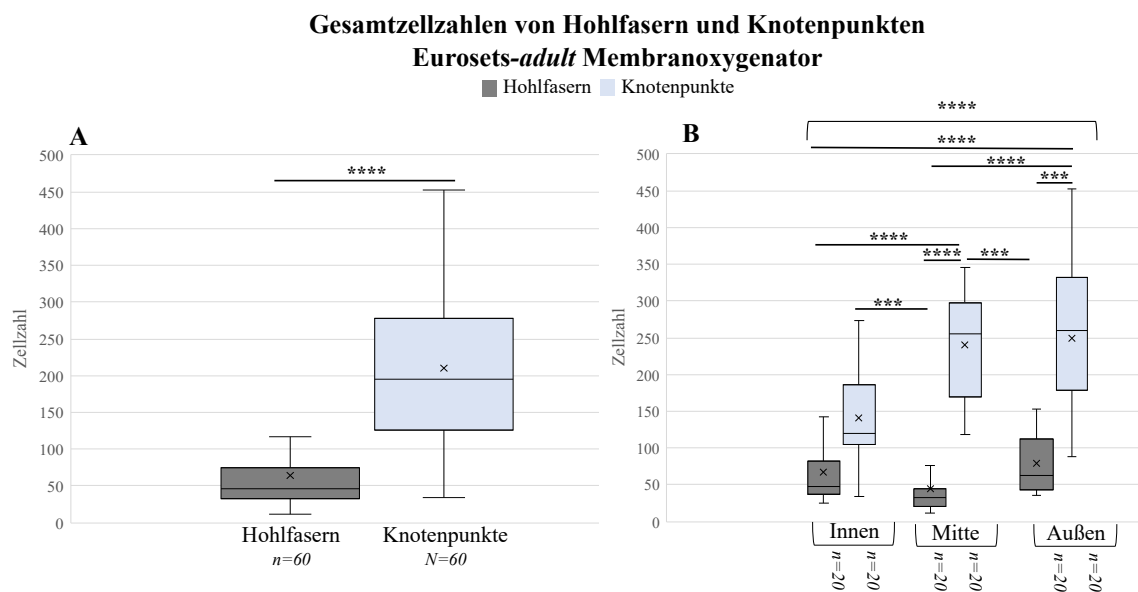 Gesamtzellzahlen von Hohlfasern und Knotenpunkten
Eurosets-adult Membranoxygenator
Hohlfasern Knotenpunkte
A
500
450
400
350
300
250
200
150
100
50
0
Zellzahl
****
Hohlfasern Knotenpunkte
n=60 N=60
B
500
450
400
350
300
250
200
150
100
50
0
Zellzahl
****
****
****
***
****
**** ***
***
Innen Mitte Außen
n=20 n=20 n=20 n=20 n=20 n=20